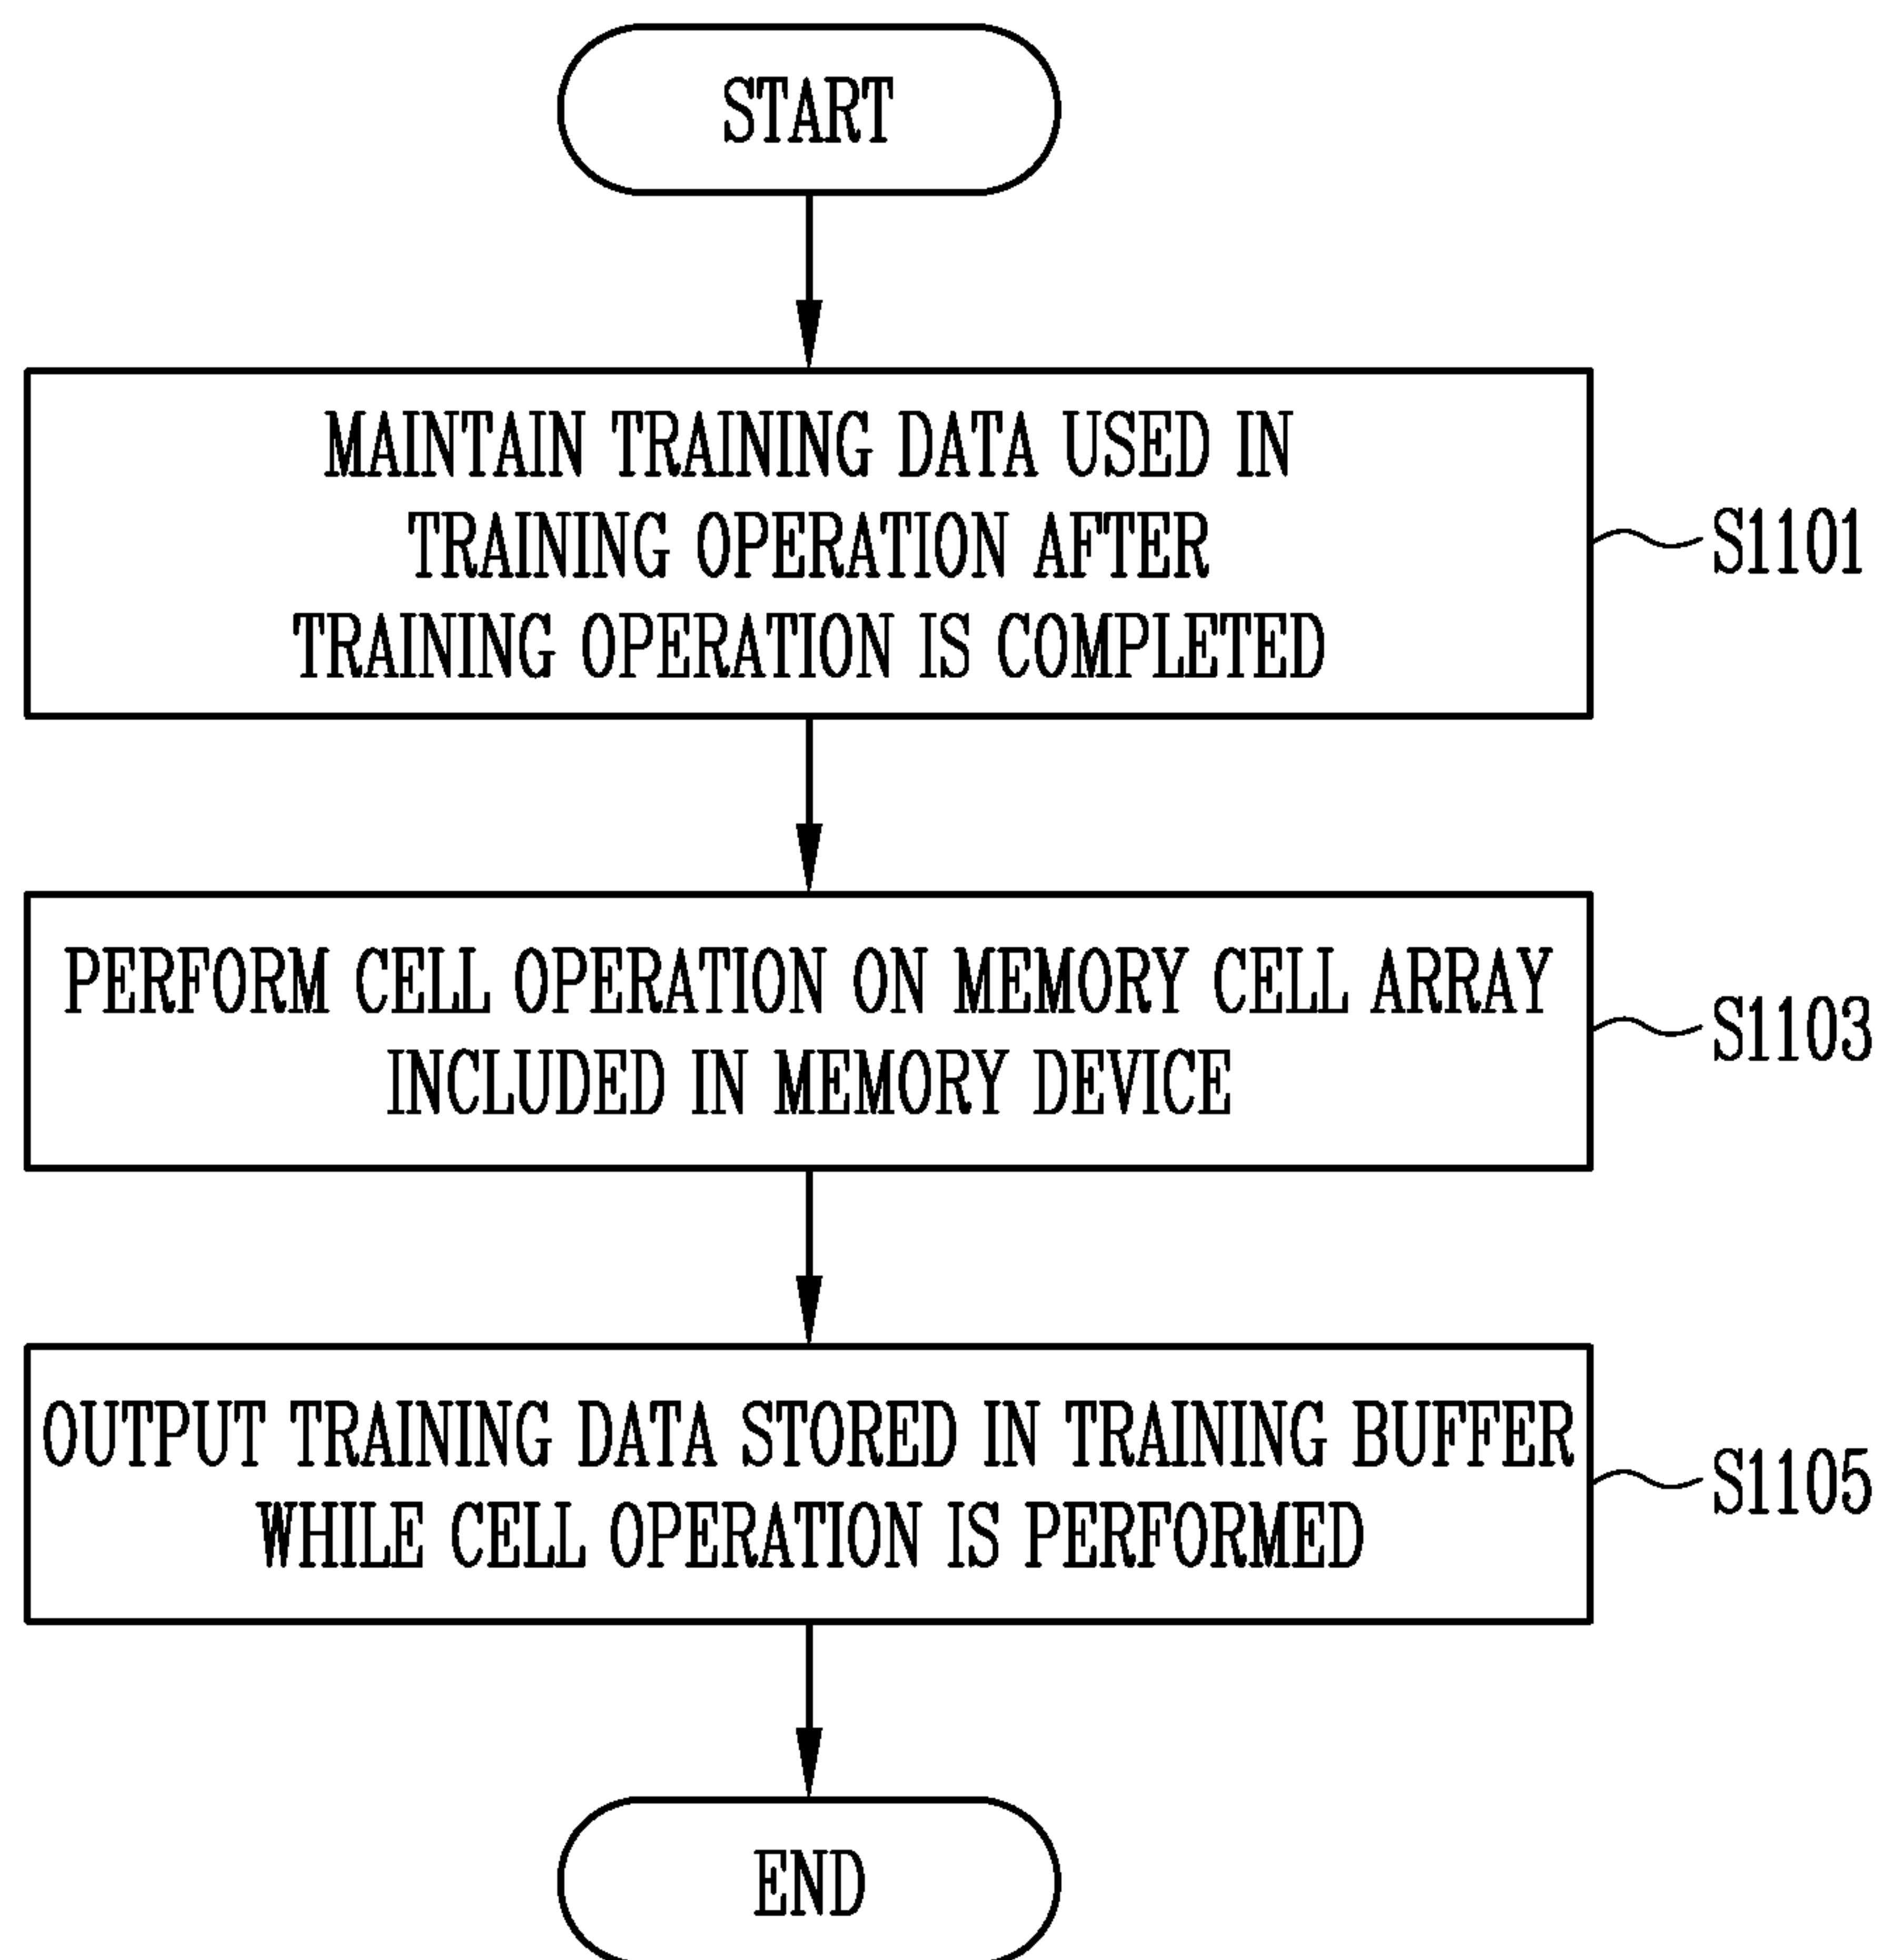 START
MAINTAIN TRAINING DATA USED IN
TRAINING OPERATION AFTER
TRAINING OPERATION IS COMPLETED
S1101
PERFORM CELL OPERATION ON MEMORY CELL ARRAY
INCLUDED IN MEMORY DEVICE
S1103
OUTPUT TRAINING DATA STORED IN TRAINING BUFFER
WHILE CELL OPERATION IS PERFORMED
S1105
END